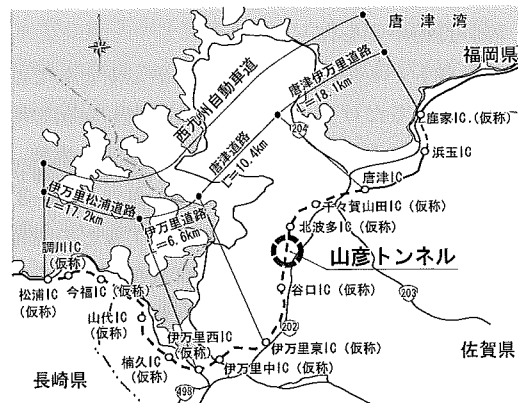 唐津湾
福岡県
西九州自動車道
唐津伊万里道路
L=18.1km
唐津道路
L=10.4km
204
鹿家IC.(仮称)
浜玉IC
唐津IC
千々賀山田IC(仮称)
北波多IC(仮称)
伊万里松浦道路
L=17.2km
伊万里道路
=6.6km
山彦トンネル
調川IC
(仮称)
松浦IC
(仮称)
今福IC(仮称)
谷口IC(仮称)
203
山代IC
(仮称)
202
伊万里西IC
(仮称)
伊万里東IC(仮称)
楠久IC
(仮称)
伊万里中IC(仮称)
佐賀県
長崎県
498